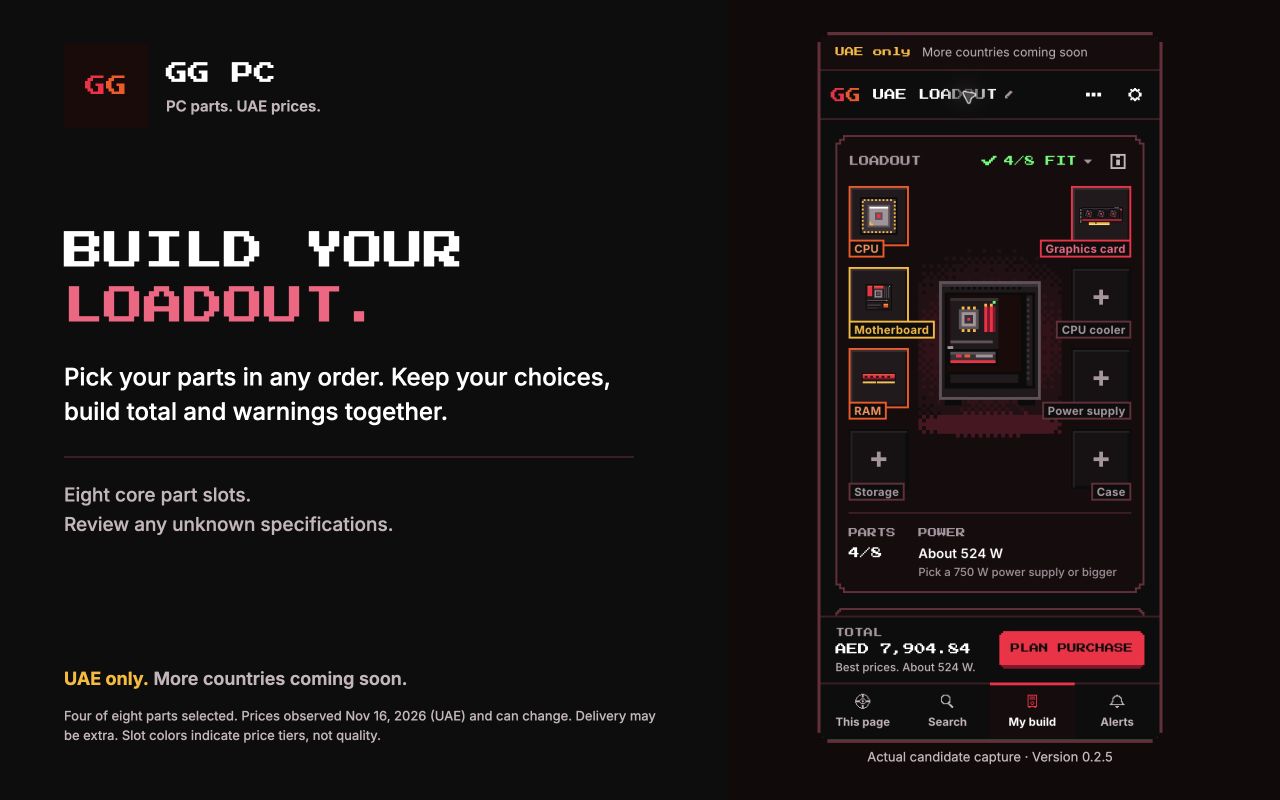 GG
GG PC
PC parts. UAE prices.
BUILD YOUR
LOADOUT.
Pick your parts in any order. Keep your choices,
build total and warnings together.
Eight core part slots.
Review any unknown specifications.
UAE only. More countries coming soon.
Four of eight parts selected. Prices observed Nov 16, 2026 (UAE) and can change. Delivery may
be extra. Slot colors indicate price tiers, not quality.
UAE only More countries coming soon
GG UAE LOADOUT
LOADOUT 4/8 FIT
CPU Graphics card
Motherboard CPU cooler
RAM Power supply
Storage Case
PARTS POWER
4/8 About 524 W
Pick a 750 W power supply or bigger
TOTAL
AED 7,904.84 PLAN PURCHASE
Best prices. About 524 W.
This page Search My build Alerts
Actual candidate capture · Version 0.2.5